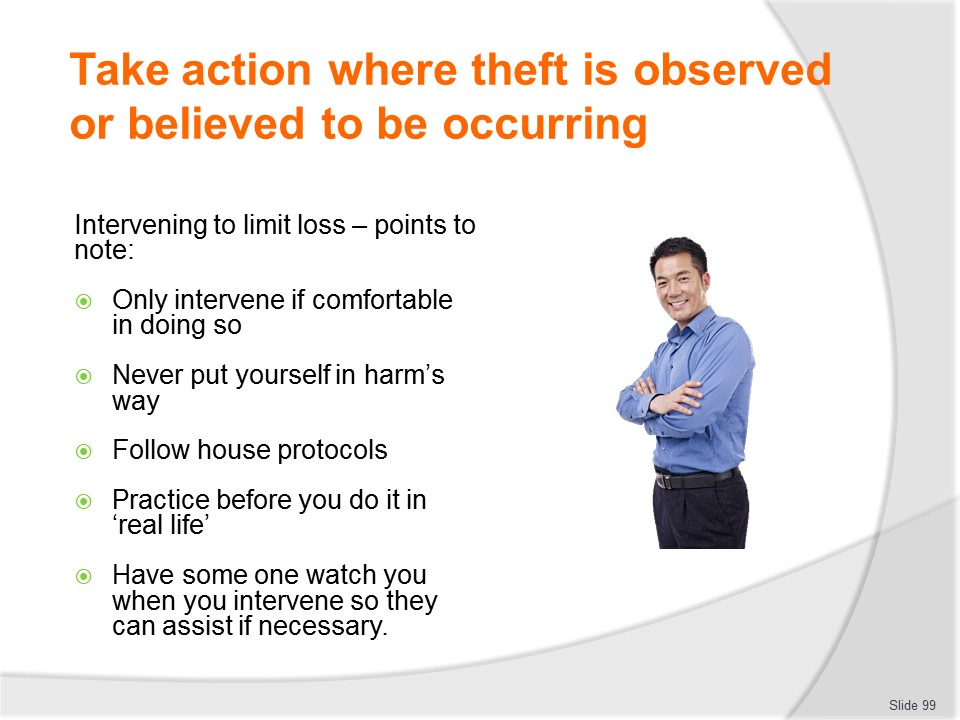 Take action where theft is observed
or believed to be occurring
Intervening to limit loss – points to
note:
Only intervene if comfortable
in doing so
Never put yourself in harm’s
way
Follow house protocols
Practice before you do it in
‘real life’
Have some one watch you
when you intervene so they
can assist if necessary.
Slide 99